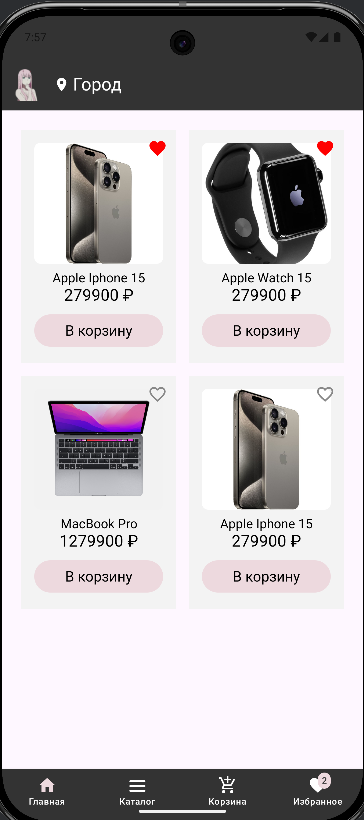 7:57
Город
Apple Iphone 15
279900 ₽
В корзину
Apple Watch 15
279900 ₽
В корзину
MacBook Pro
1279900 ₽
В корзину
Apple Iphone 15
279900 ₽
В корзину
Главная
Каталог
Корзина
2
Избранное